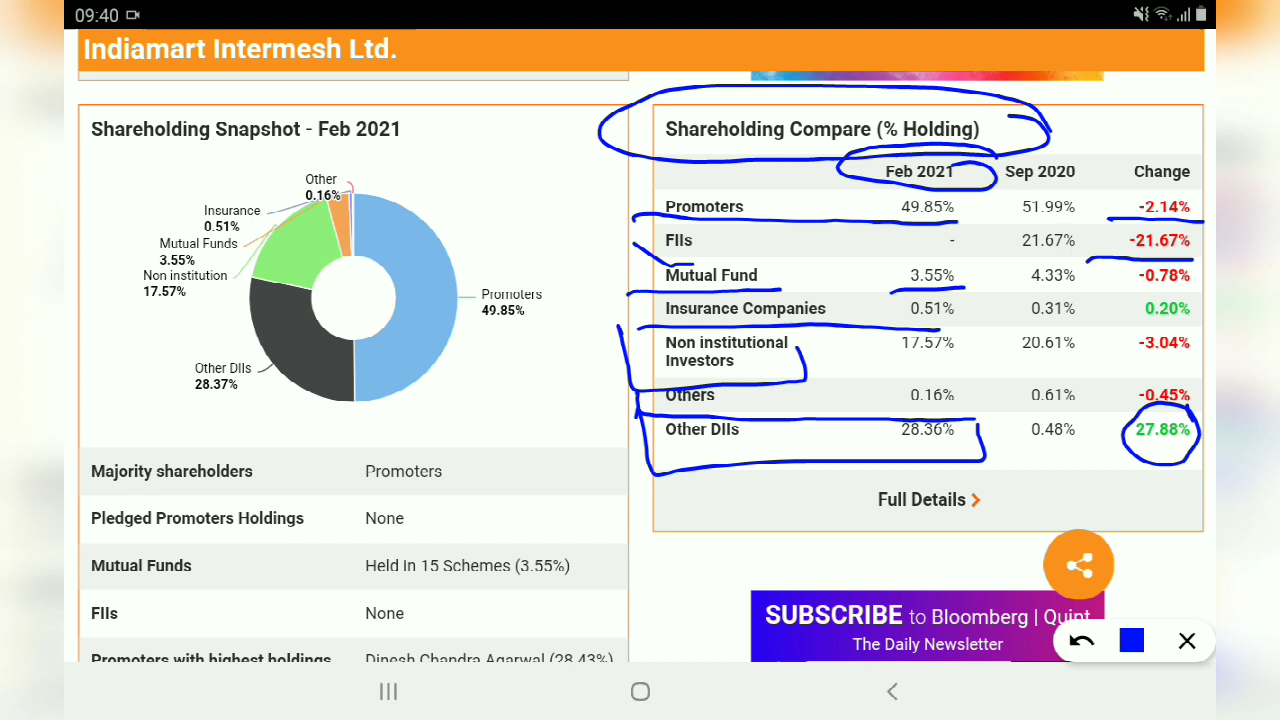 09:40
Indiamart Intermesh Ltd.
Shareholding Snapshot - Feb 2021
Other
0.16%
Insurance
0.51%
Mutual Funds
3.55%
Non institution
17.57%
Promoters
49.85%
Other DIIs
28.37%
Majority shareholders Promoters
Pledged Promoters Holdings None
Mutual Funds Held In 15 Schemes (3.55%)
FIIs None
Promoters with highest holdings Dinesh Chandra Agarwal (28.43%)
Shareholding Compare (% Holding)
Feb 2021 Sep 2020 Change
Promoters 49.85% 51.99% -2.14%
FIIs - 21.67% -21.67%
Mutual Fund 3.55% 4.33% -0.78%
Insurance Companies 0.51% 0.31% 0.20%
Non institutional 17.57% 20.61% -3.04%
Investors
Others 0.16% 0.61% -0.45%
Other DIIs 28.36% 0.48% 27.88%
Full Details
SUBSCRIBE to Bloomberg | Quint
The Daily Newsletter